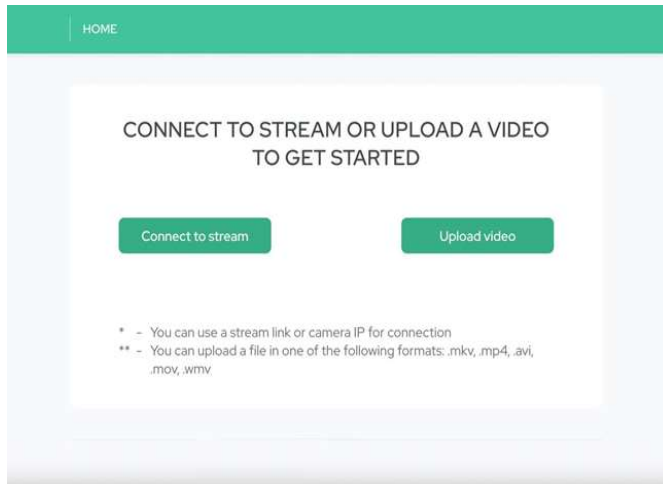 HOME
CONNECT TO STREAM OR UPLOAD A VIDEO
TO GET STARTED
Connect to stream
Upload video
* - You can use a stream link or camera IP for connection
** - You can upload a file in one of the following formats: .mkv, .mp4, .avi,
.mov, .wmv